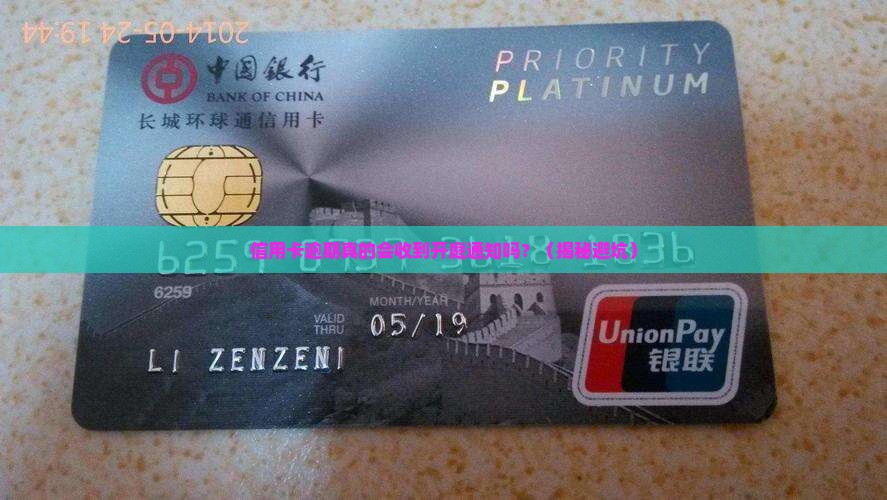 2014-05-24 19:44
中国银行
BANK OF CHINA
长城环球通信用卡
PRIORITY
PLATINUM
信用卡逾期真的会收到开庭通知吗？（揭秘避坑）
6259
MONTH/YEAR
VALID
THRU
05/19
LI ZENZENI
UnionPay
银联